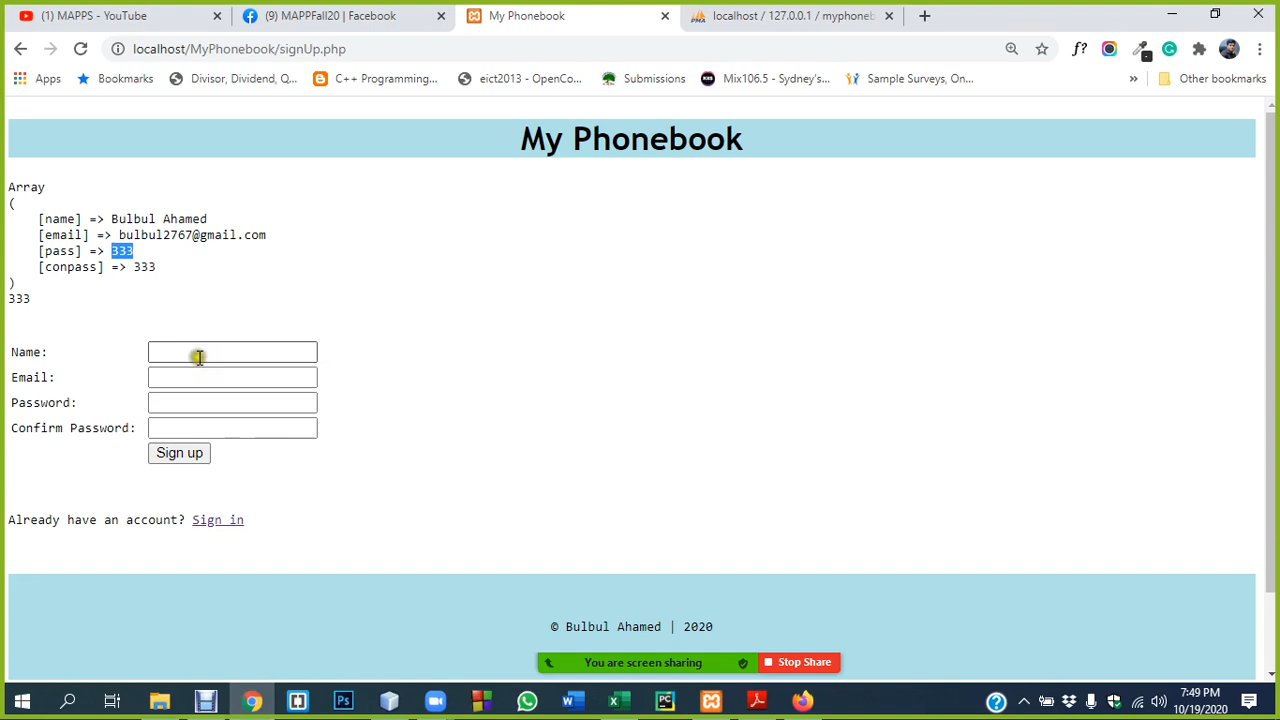 (1) MAPPS - YouTube
(9) MAPPFall20 | Facebook
My Phonebook
localhost / 127.0.0.1 / myphoneb
localhost/MyPhonebook/signUp.php
f?
Apps
Bookmarks
Divisor, Dividend, Q...
C++ Programming...
eict2013 - OpenCo...
Submissions
Mix106.5 - Sydney's...
Sample Surveys, On...
»
Other bookmarks
My Phonebook
Array
(
[name] => Bulbul Ahamed
[email] => bulbul2767@gmail.com
[pass] => 333
[conpass] => 333
)
333
Name:
Email:
Password:
Confirm Password:
Sign up
Already have an account? Sign in
© Bulbul Ahamed | 2020
You are screen sharing
Stop Share
7:49 PM
10/19/2020